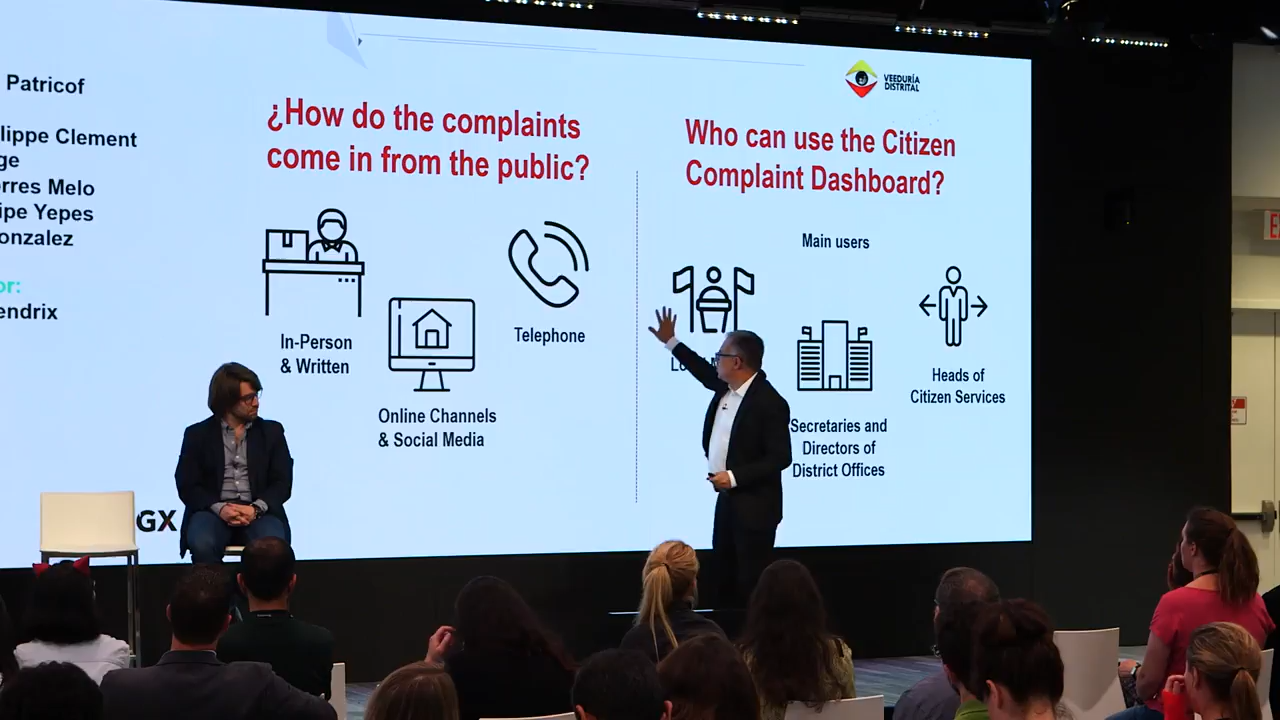 Patricof
lippe Clement
ge
rres Melo
ipe Yepes
onzalez
or:
endrix
GX
VEEDURÍA
DISTRITAL
¿How do the complaints
come in from the public?
In-Person
& Written
Online Channels
& Social Media
Telephone
Who can use the Citizen
Complaint Dashboard?
Main users
Secretaries and
Directors of
District Offices
Heads of
Citizen Services